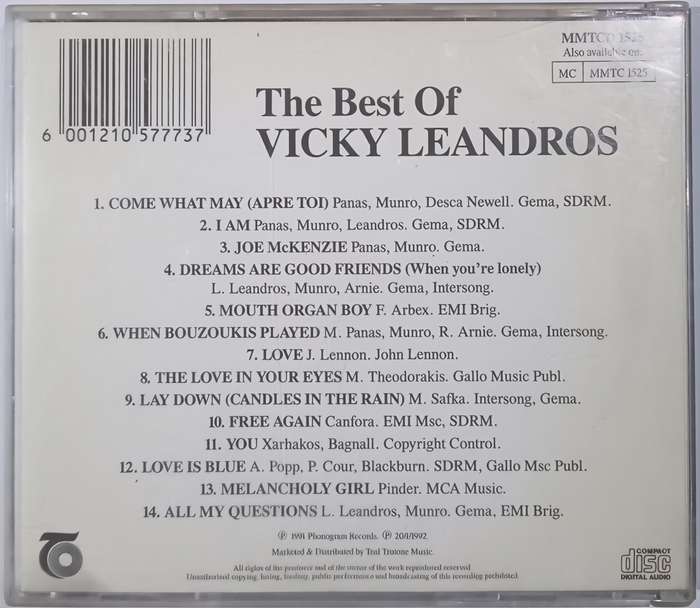 MMTCD 1525
Also available on:
MC MMTC 1525
6 001210 577737
The Best Of
VICKY LEANDROS
1. COME WHAT MAY (APRE TOI) Panas, Munro, Desca Newell. Gema, SDRM.
2. I AM Panas, Munro, Leandros. Gema, SDRM.
3. JOE McKENZIE Panas, Munro. Gema.
4. DREAMS ARE GOOD FRIENDS (When you're lonely)
L. Leandros, Munro, Arnie. Gema, Intersong.
5. MOUTH ORGAN BOY F. Arbex. EMI Brig.
6. WHEN BOUZOUKIS PLAYED M. Panas, Munro, R. Arnie. Gema, Intersong.
7. LOVE J. Lennon. John Lennon.
8. THE LOVE IN YOUR EYES M. Theodorakis. Gallo Music Publ.
9. LAY DOWN (CANDLES IN THE RAIN) M. Safka. Intersong, Gema.
10. FREE AGAIN Canfora. EMI Msc, SDRM.
11. YOU Xarhakos, Bagnall. Copyright Control.
12. LOVE IS BLUE A. Popp, P. Cour, Blackburn. SDRM, Gallo Msc Publ.
13. MELANCHOLY GIRL Pinder. MCA Music.
14. ALL MY QUESTIONS L. Leandros, Munro. Gema, EMI Brig.
℗ 1991 Phonogram Records. ℗ 20/1/1992.
Marketed & Distributed by Teal Trutone Music.
All rights of the producer and of the owner of the work reproduced reserved
Unauthorised copying, hiring, lending, public performance and broadcasting of this recording prohibited.
COMPACT
disc
DIGITAL AUDIO